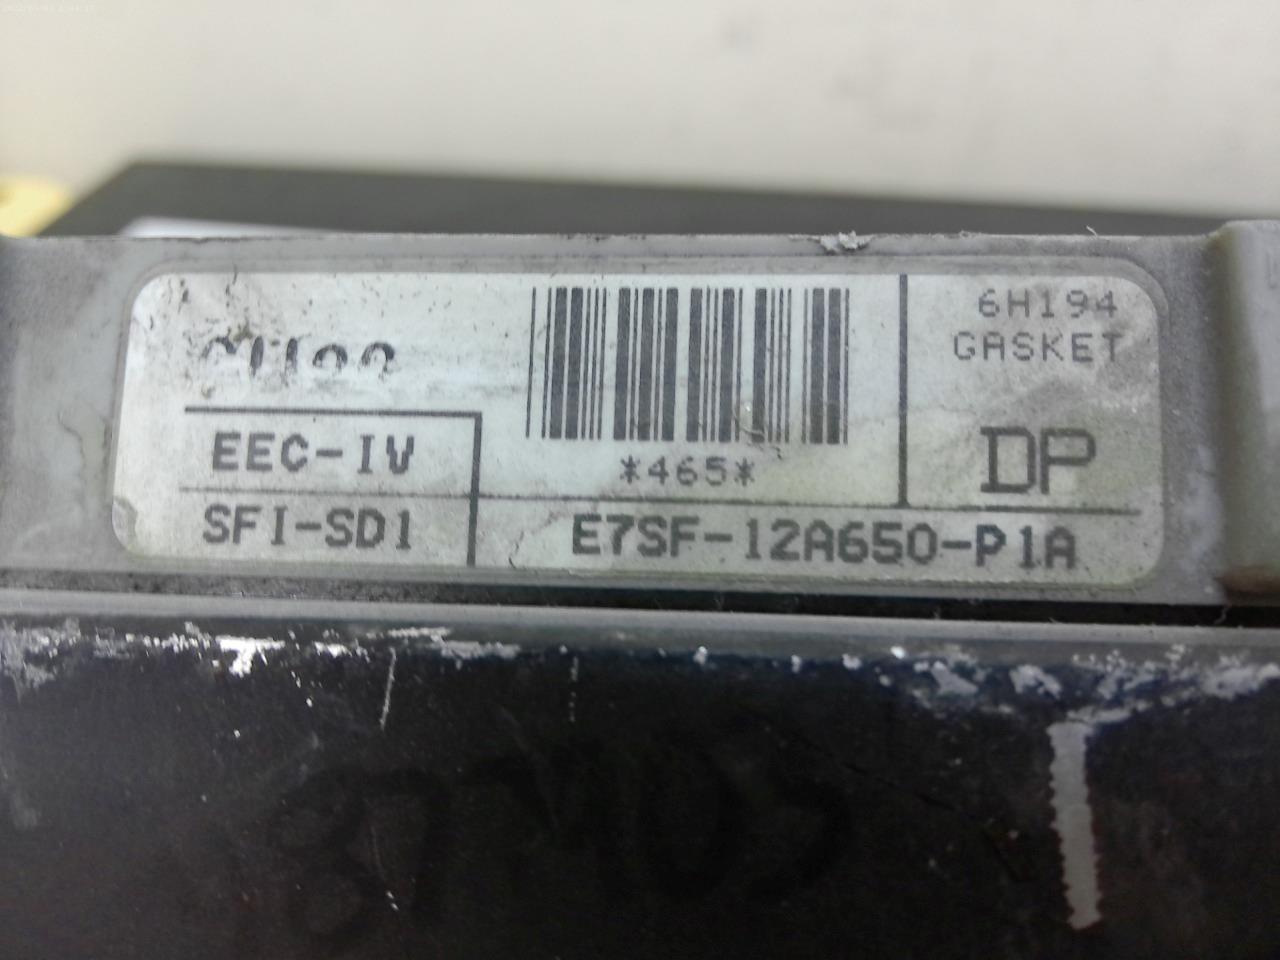 6H194
GASKET
EEC-IV
*465*
DP
SFI-SD1
E7SF-12A650-P1A